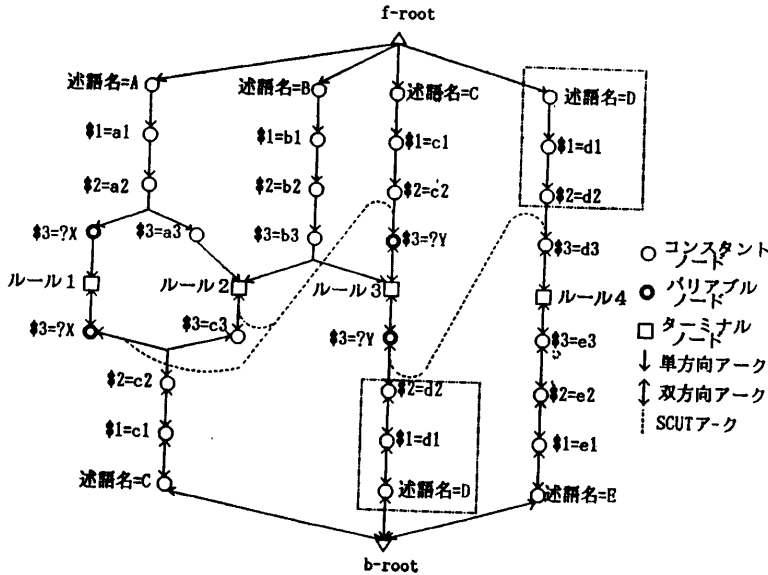 f-root
述語名=A
述語名=B
述語名=C
述語名=D
$1=a1
$1=b1
$1=c1
$1=d1
$2=a2
$2=b2
$2=c2
$2=d2
$3=?X
$3=a3
$3=b3
$3=?Y
$3=d3
ルール1
ルール2
ルール3
ルール4
$3=?X
$3=c3
$3=?Y
$3=e3
$2=c2
$2=d2
$2=e2
$1=c1
$1=d1
$1=e1
述語名=C
述語名=D
述語名=E
b-root
コンスタント
ノード
バリアブル
ノード
ターミナル
ノード
単方向アーク
双方向アーク
SCUTアーク